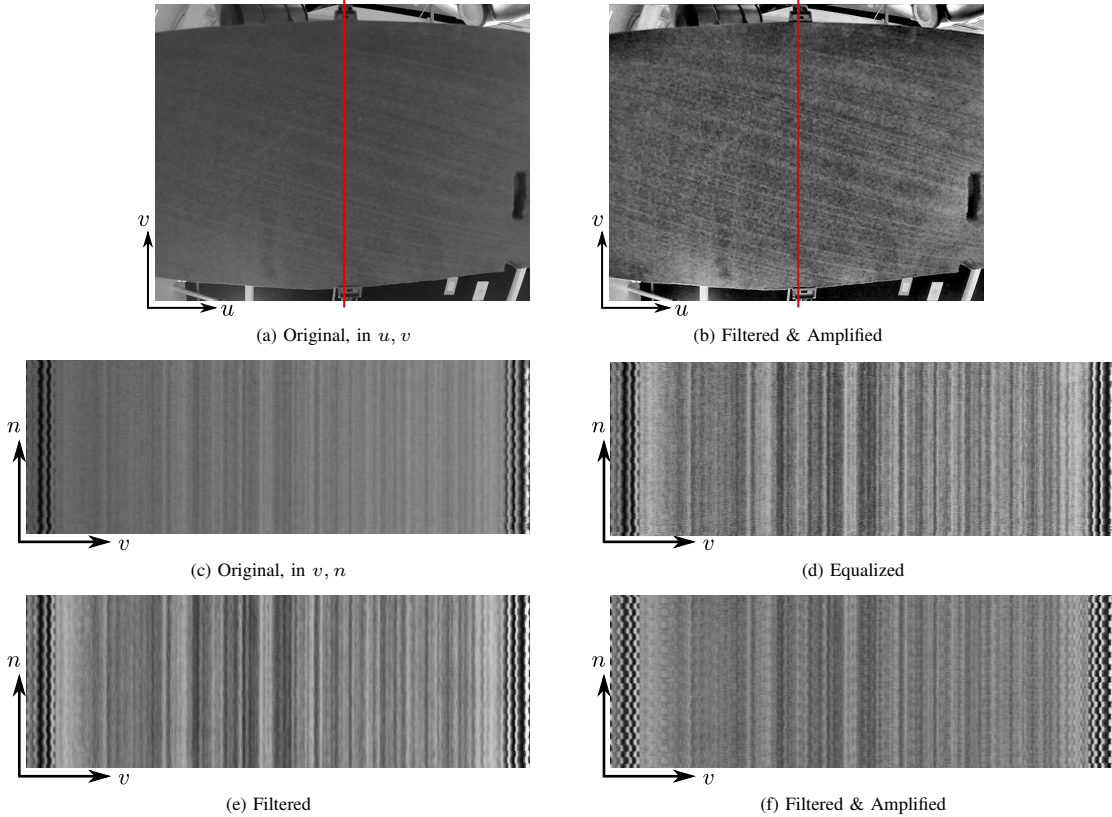 v
v
u
u
(a) Original, in u, v
(b) Filtered & Amplified
n
n
v
v
(c) Original, in v, n
(d) Equalized
n
n
v
v
(e) Filtered
(f) Filtered & Amplified